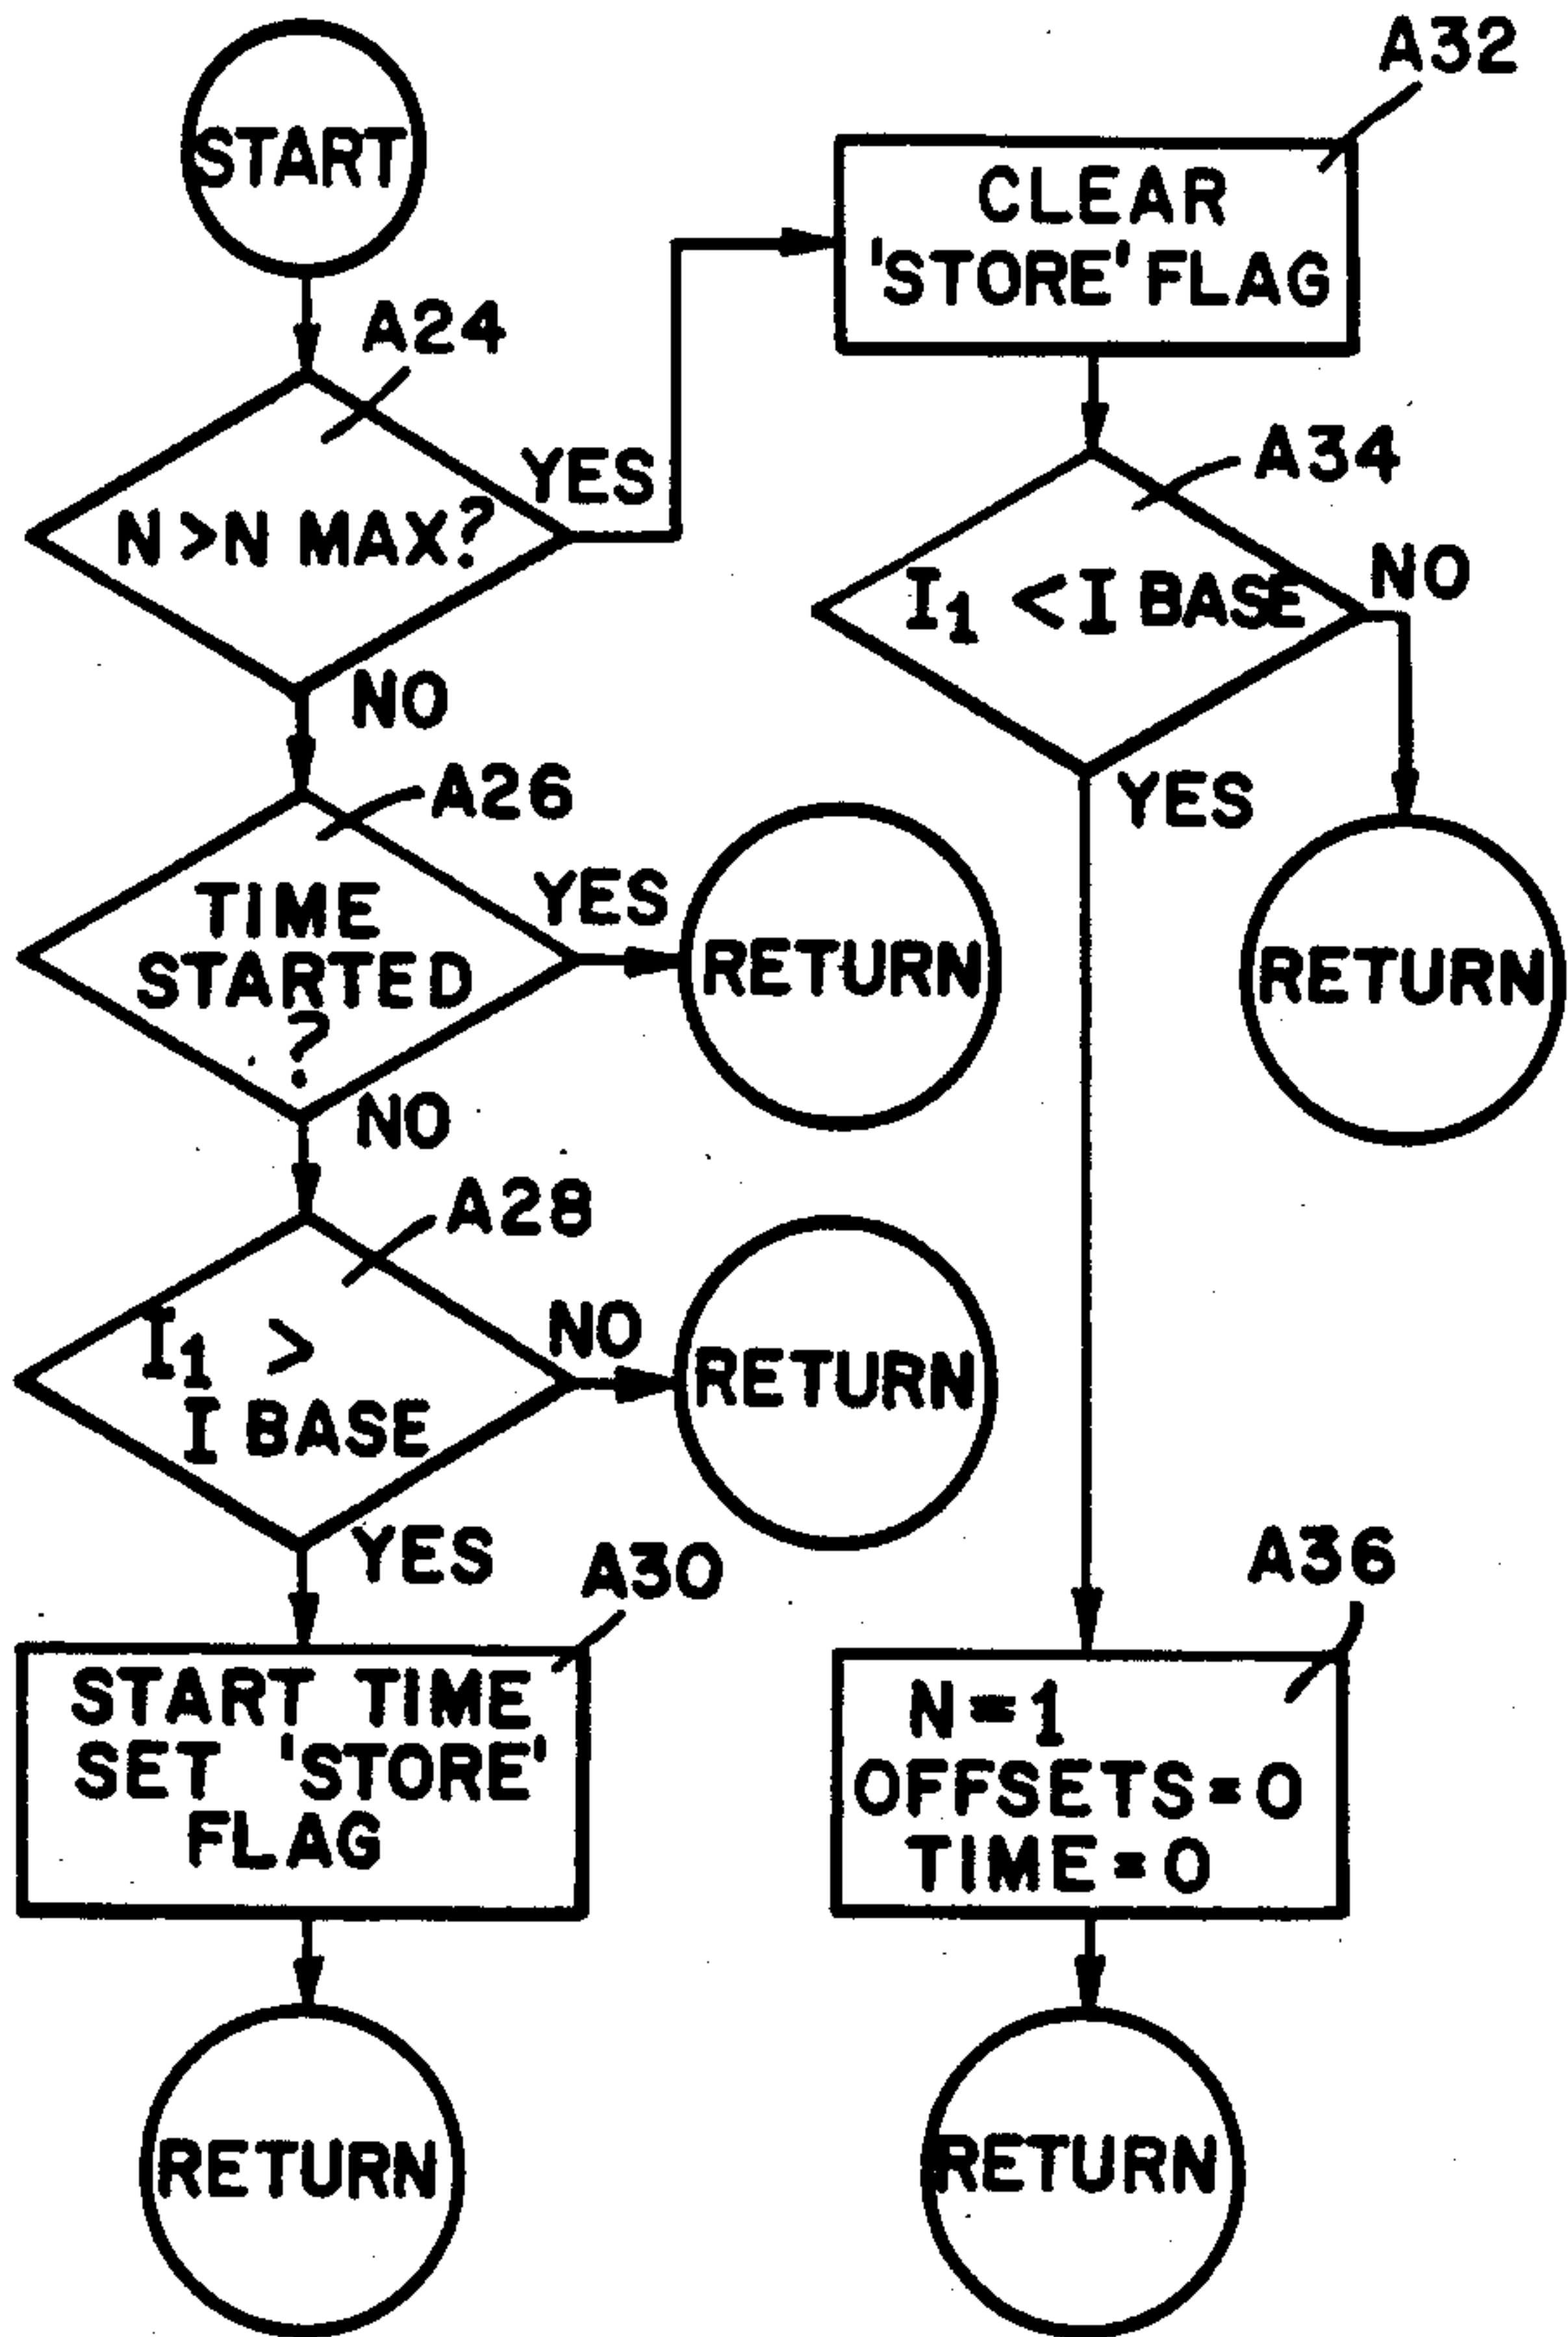 START
A24
N >N MAX?
YES
NO
A26
TIME
STARTED
?
YES
RETURN
NO
A28
I1 >
I BASE
NO
RETURN
YES
A30
START TIME
SET 'STORE'
FLAG
RETURN
A32
CLEAR
'STORE' FLAG
A34
I1 < I BASE
NO
RETURN
YES
A36
N=1
OFFSETS=0
TIME=0
RETURN